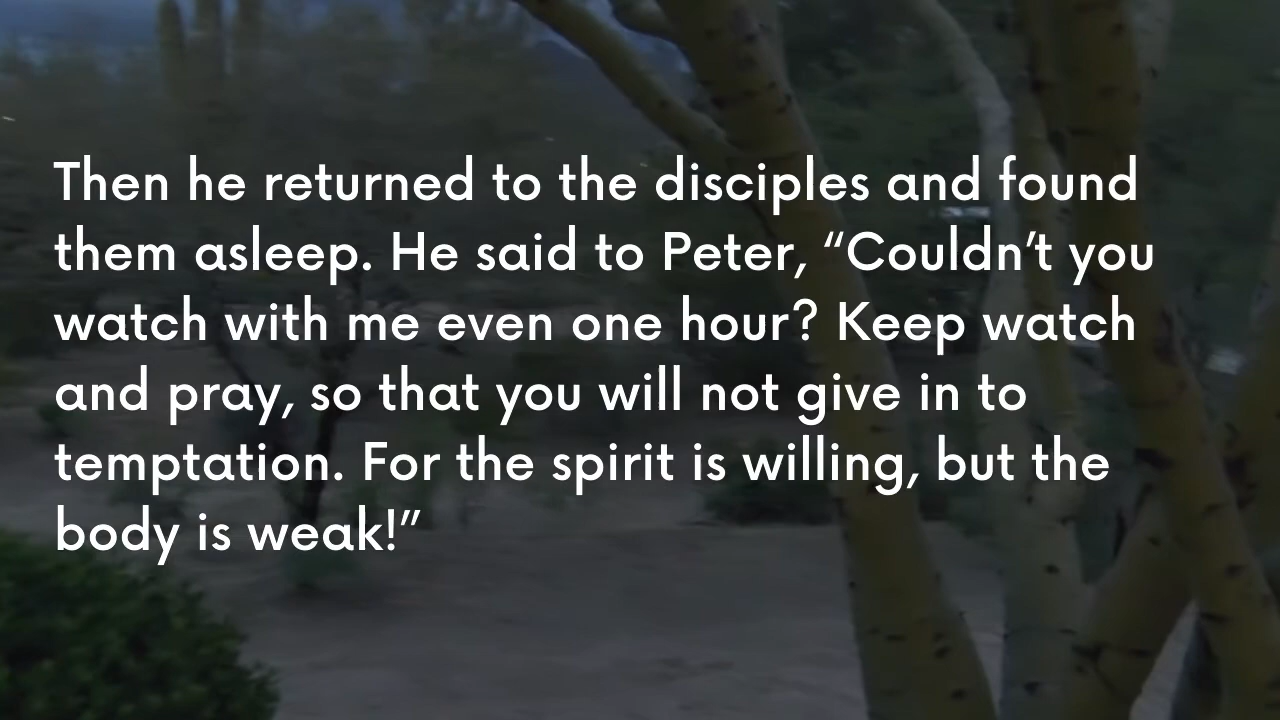 Then he returned to the disciples and found
them asleep. He said to Peter, “Couldn’t you
watch with me even one hour? Keep watch
and pray, so that you will not give in to
temptation. For the spirit is willing, but the
body is weak!”